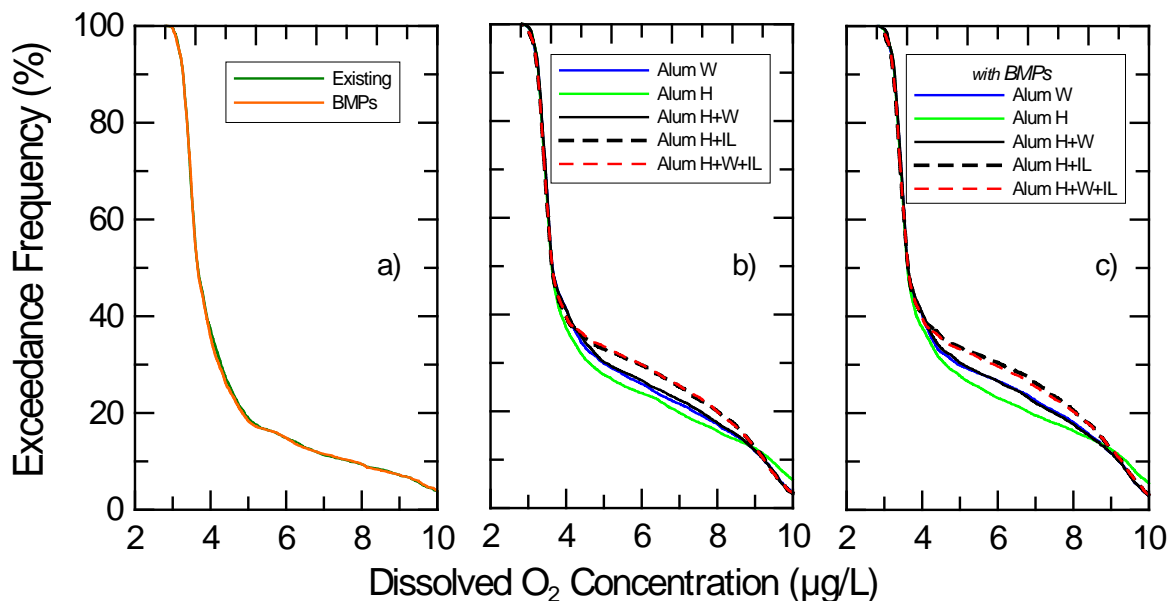 Exceedance Frequency (%)
100
80
60
40
20
0
Existing
BMPs
a)
2 4 6 8 10
Alum W
Alum H
Alum H+W
Alum H+IL
Alum H+W+IL
b)
2 4 6 8 10
with BMPs
Alum W
Alum H
Alum H+W
Alum H+IL
Alum H+W+IL
c)
2 4 6 8 10
Dissolved O₂ Concentration (µg/L)